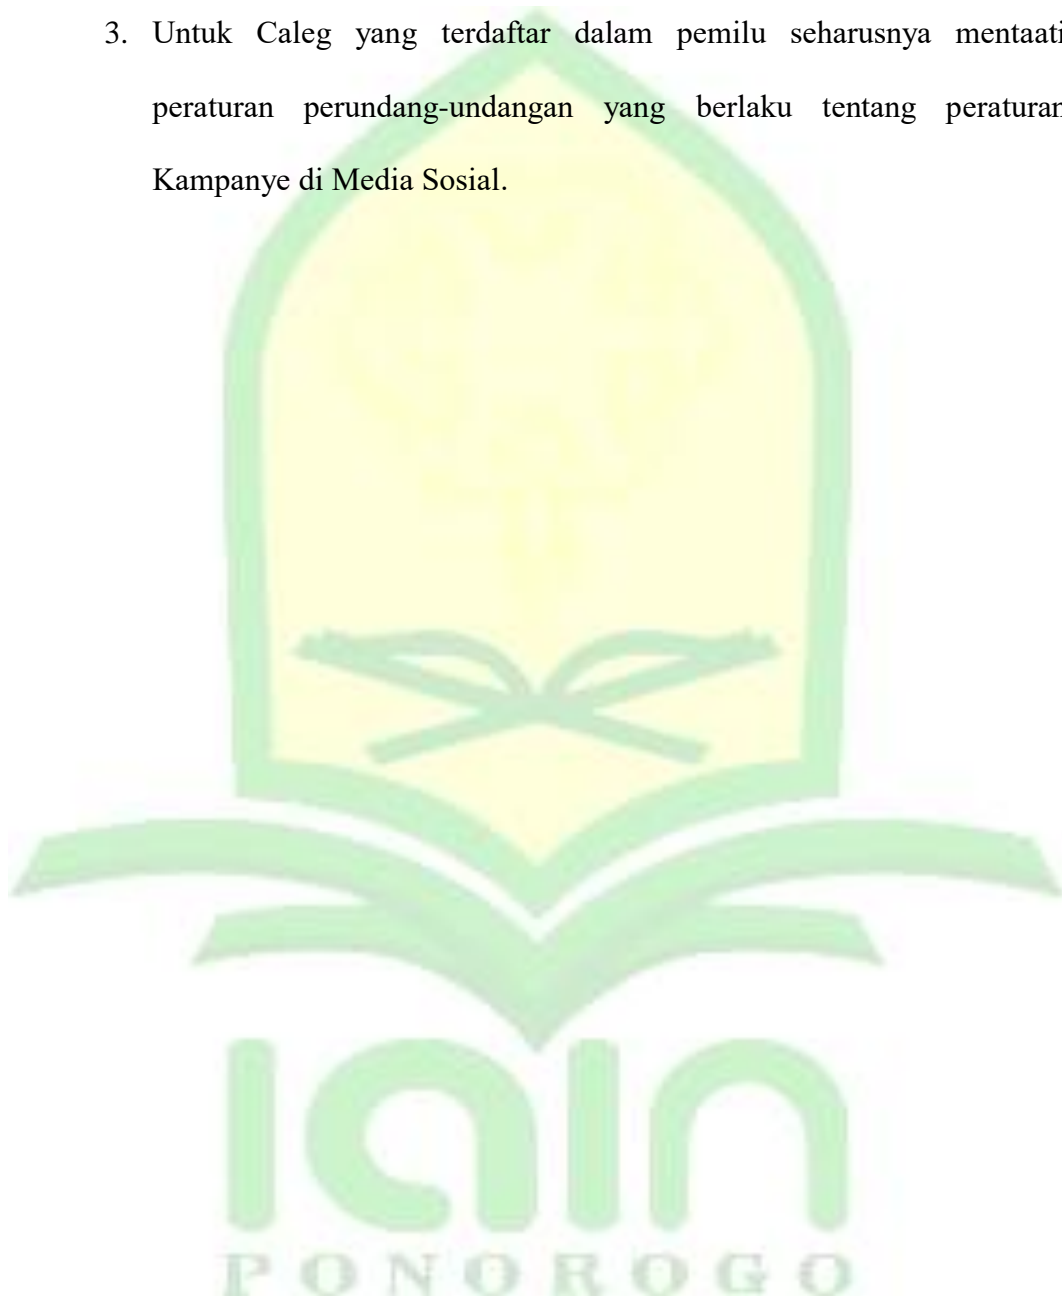 3. Untuk Caleg yang terdaftar dalam pemilu seharusnya mentaati
peraturan perundang-undangan yang berlaku tentang peraturan
Kampanye di Media Sosial.
iain
PONOROGO